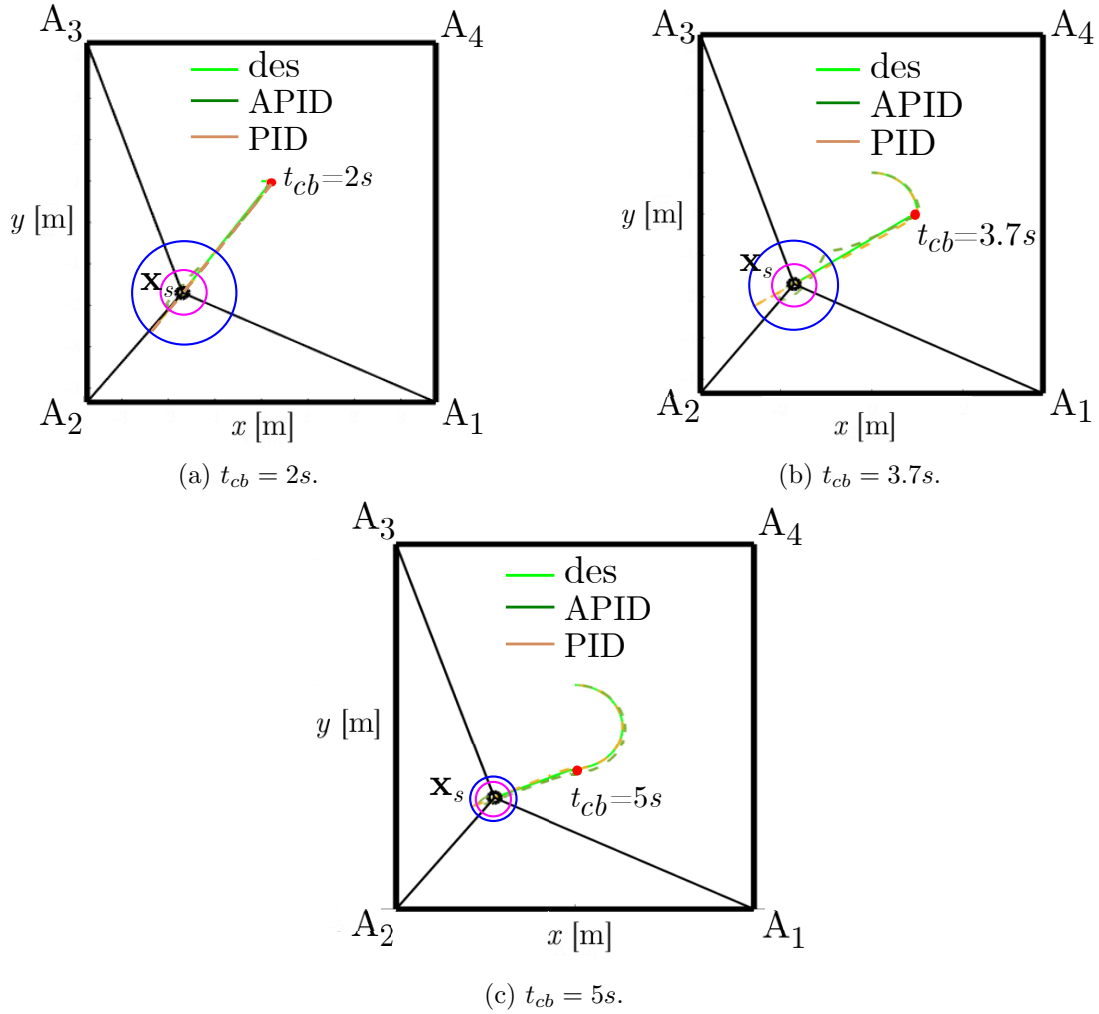 A3
A4
des
APID
PID
t_cb=2s
y [m]
x_s
A2
A1
x [m]
(a) t_cb = 2s.
A3
A4
des
APID
PID
y [m]
t_cb=3.7s
x_s
A2
A1
x [m]
(b) t_cb = 3.7s.
A3
A4
des
APID
PID
y [m]
x_s
t_cb=5s
A2
A1
x [m]
(c) t_cb = 5s.